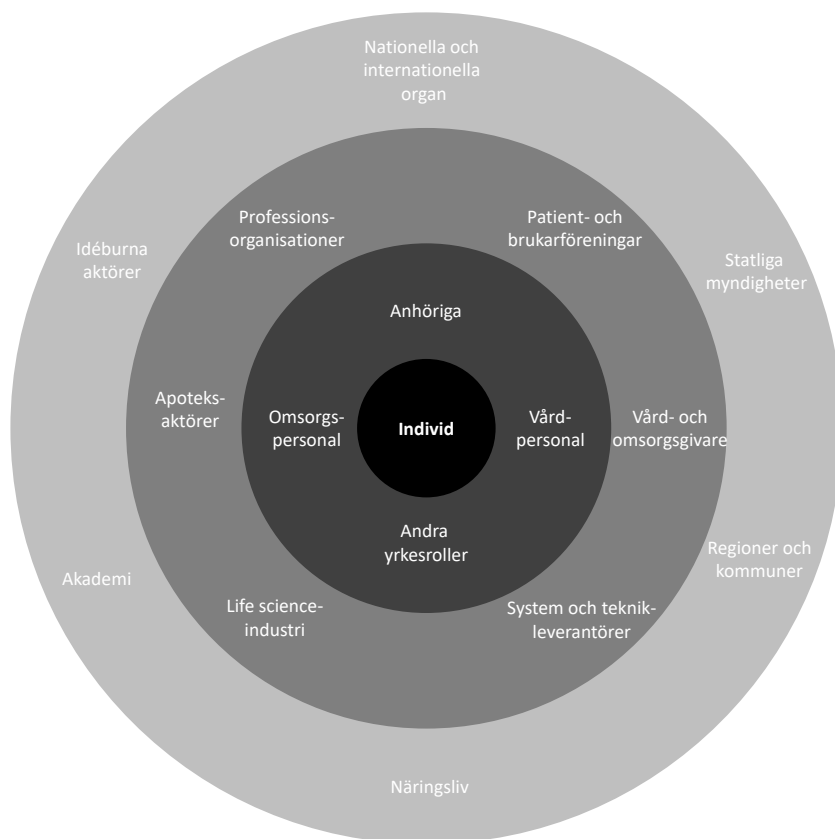 Nationella och
internationella
organ
Professions-
organisationer
Patient- och
brukarföreningar
Idéburna
aktörer
Statliga
myndigheter
Anhöriga
Apoteks-
aktörer
Omsorgs-
personal
Individ
Vård-
personal
Vård- och
omsorgsgivare
Andra
yrkesroller
Regioner och
kommuner
Akademi
Life science-
industri
System och teknik-
leverantörer
Näringsliv